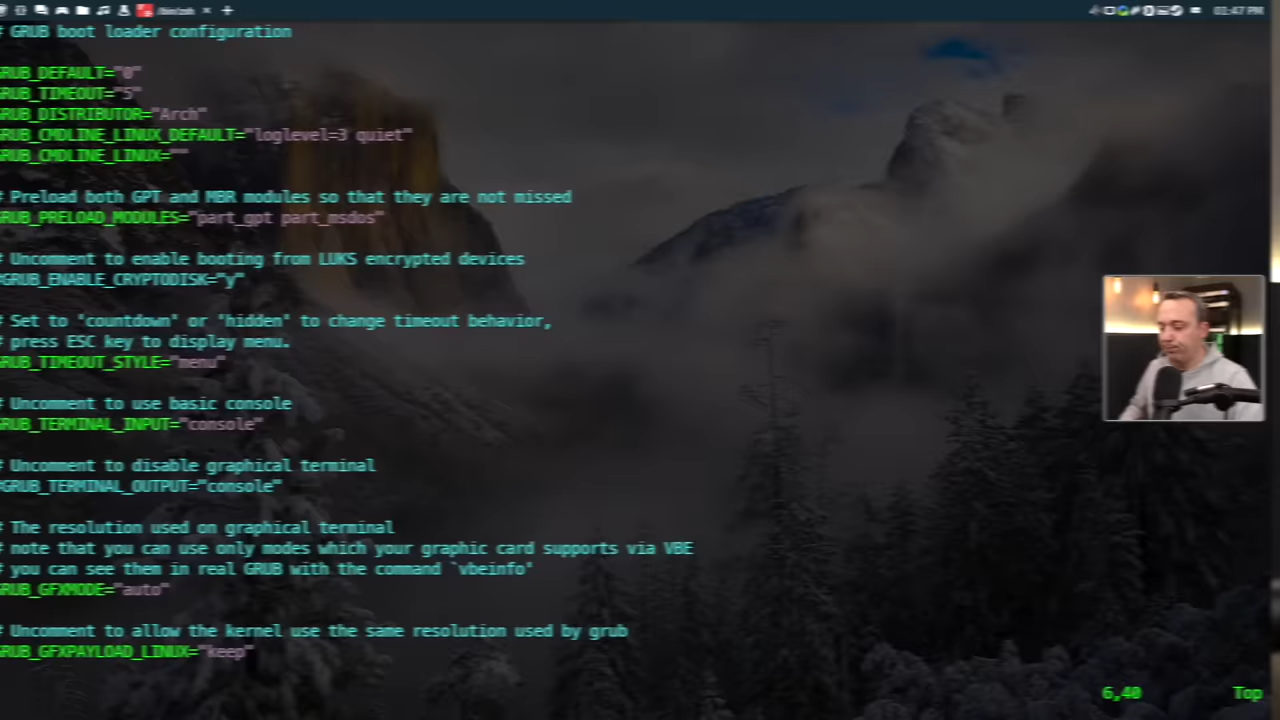 # GRUB boot loader configuration
GRUB_DEFAULT="0"
GRUB_TIMEOUT="5"
GRUB_DISTRIBUTOR="Arch"
GRUB_CMDLINE_LINUX_DEFAULT="loglevel=3 quiet"
GRUB_CMDLINE_LINUX=""
# Preload both GPT and MBR modules so that they are not missed
GRUB_PRELOAD_MODULES="part_gpt part_msdos"
# Uncomment to enable booting from LUKS encrypted devices
#GRUB_ENABLE_CRYPTODISK="y"
# Set to 'countdown' or 'hidden' to change timeout behavior,
# press ESC key to display menu.
GRUB_TIMEOUT_STYLE="menu"
# Uncomment to use basic console
GRUB_TERMINAL_INPUT="console"
# Uncomment to disable graphical terminal
#GRUB_TERMINAL_OUTPUT="console"
# The resolution used on graphical terminal
# note that you can use only modes which your graphic card supports via VBE
# you can see them in real GRUB with the command `vbeinfo'
GRUB_GFXMODE="auto"
# Uncomment to allow the kernel use the same resolution used by grub
GRUB_GFXPAYLOAD_LINUX="keep"
6,40 Top
/bin/zsh
01:47 PM